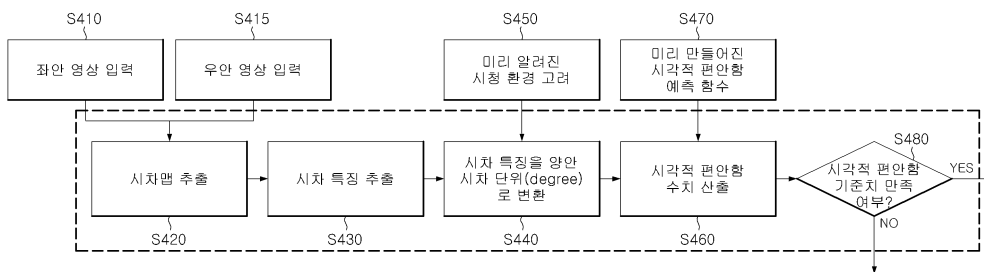 S410
S415
S450
S470
좌안 영상 입력
우안 영상 입력
미리 알려진
시청 환경 고려
미리 만들어진
시각적 편안함
예측 함수
시차맵 추출
시차 특징 추출
시차 특징을 양안
시차 단위(degree)
로 변환
시각적 편안함
수치 산출
S480
시각적 편안함
기준치 만족
여부?
YES
NO
S420
S430
S440
S460